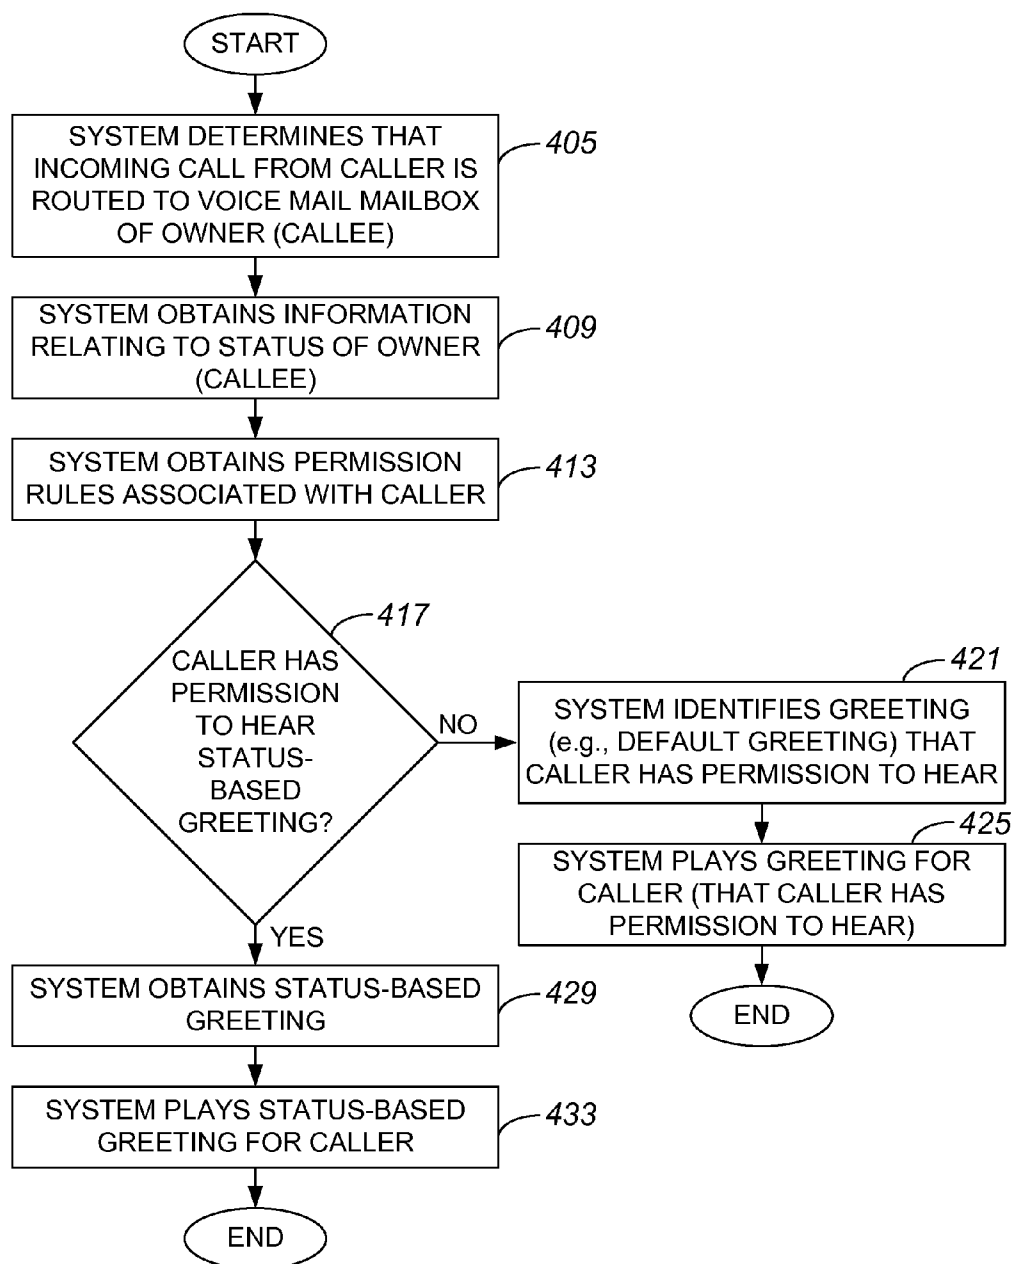 START
SYSTEM DETERMINES THAT
INCOMING CALL FROM CALLER IS
ROUTED TO VOICE MAIL MAILBOX
OF OWNER (CALLEE)
405
SYSTEM OBTAINS INFORMATION
RELATING TO STATUS OF OWNER
(CALLEE)
409
SYSTEM OBTAINS PERMISSION
RULES ASSOCIATED WITH CALLER
413
417
CALLER HAS
PERMISSION
TO HEAR
STATUS-
BASED
GREETING?
NO
421
SYSTEM IDENTIFIES GREETING
(e.g., DEFAULT GREETING) THAT
CALLER HAS PERMISSION TO HEAR
425
SYSTEM PLAYS GREETING FOR
CALLER (THAT CALLER HAS
PERMISSION TO HEAR)
END
YES
SYSTEM OBTAINS STATUS-BASED
GREETING
429
SYSTEM PLAYS STATUS-BASED
GREETING FOR CALLER
433
END